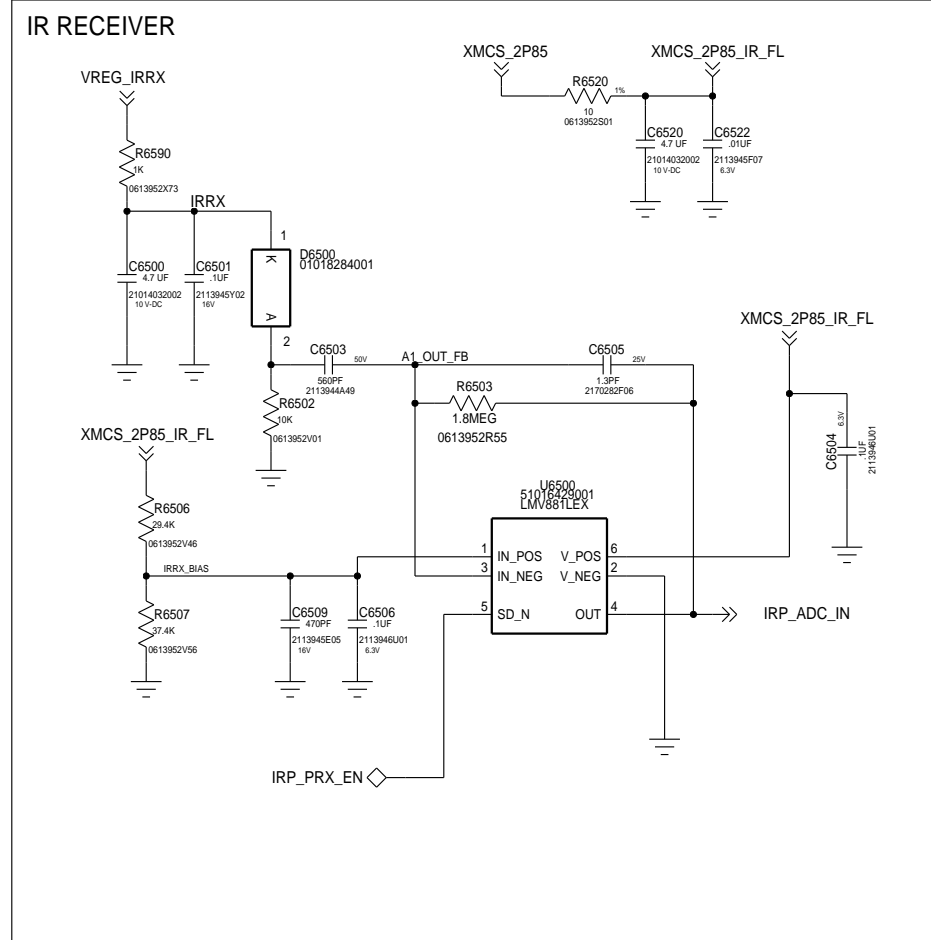 IR RECEIVER
XMCS_2P85
XMCS_2P85_IR_FL
VREG_IRRX
R6520
1%
10
0613952S01
C6520
4.7 UF
21014032002
10 V-DC
C6522
.01UF
2113945F07
6.3V
R6590
1K
0613952X73
IRRX
1
K
A
2
D6500
01018284001
C6500
4.7 UF
21014032002
10 V-DC
C6501
.1UF
2113945Y02
16V
C6503
50V
560PF
2113944A49
A1_OUT_FB
C6505
25V
1.3PF
2170282F06
XMCS_2P85_IR_FL
R6503
1.8MEG
0613952R55
R6502
10K
0613952V01
C6504
6.3V
.1UF
2113946U01
XMCS_2P85_IR_FL
R6506
29.4K
0613952V46
IRRX_BIAS
R6507
37.4K
0613952V56
C6509
470PF
2113945E05
16V
C6506
.1UF
2113946U01
6.3V
U6500
51016429001
LMV881LEX
1 IN_POS V_POS 6
3 IN_NEG V_NEG 2
5 SD_N OUT 4
IRP_ADC_IN
IRP_PRX_EN